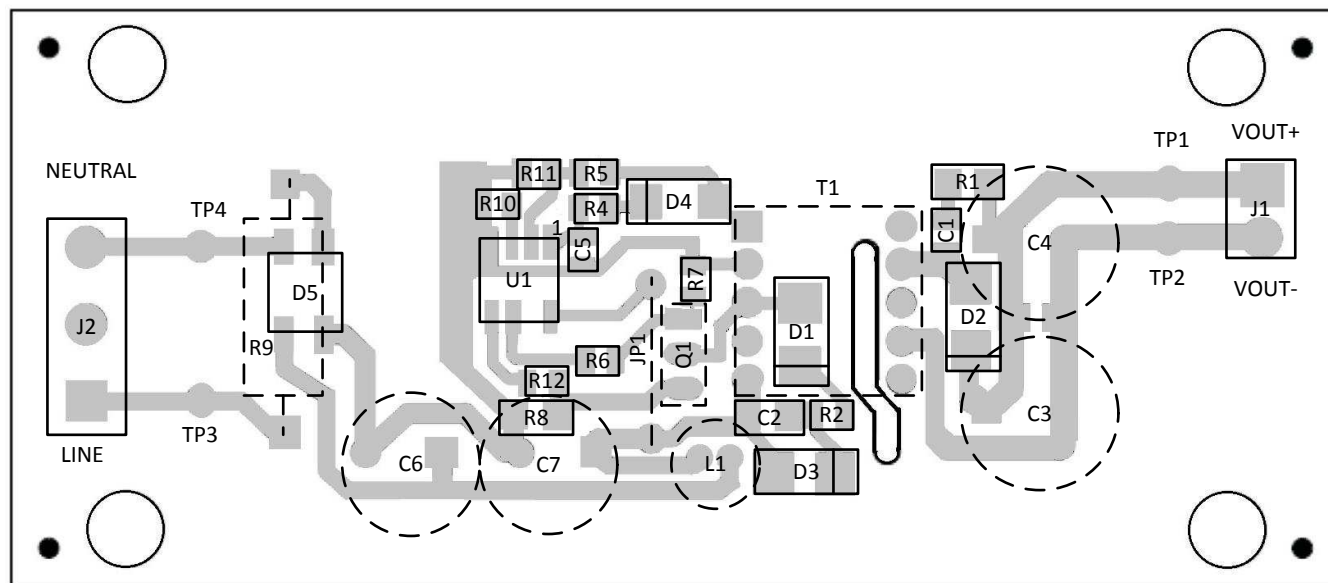 VOUT+
TP1
NEUTRAL
R11
R5
R1
R10
R4
D4
T1
J1
TP4
1
C5
C1
C4
TP2
U1
R7
VOUT-
D5
J2
D1
D2
R9
JP1
Q1
R6
R12
R8
C2
R2
C3
TP3
LINE
C6
C7
L1
D3